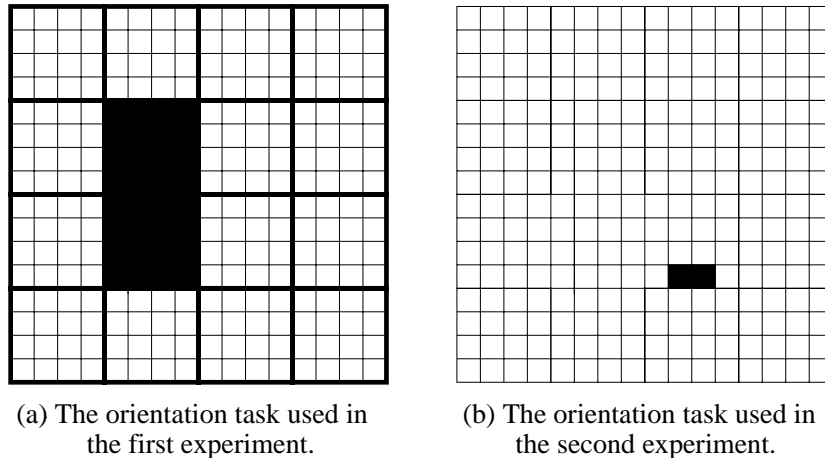 (a) The orientation task used in
the first experiment.
(b) The orientation task used in
the second experiment.